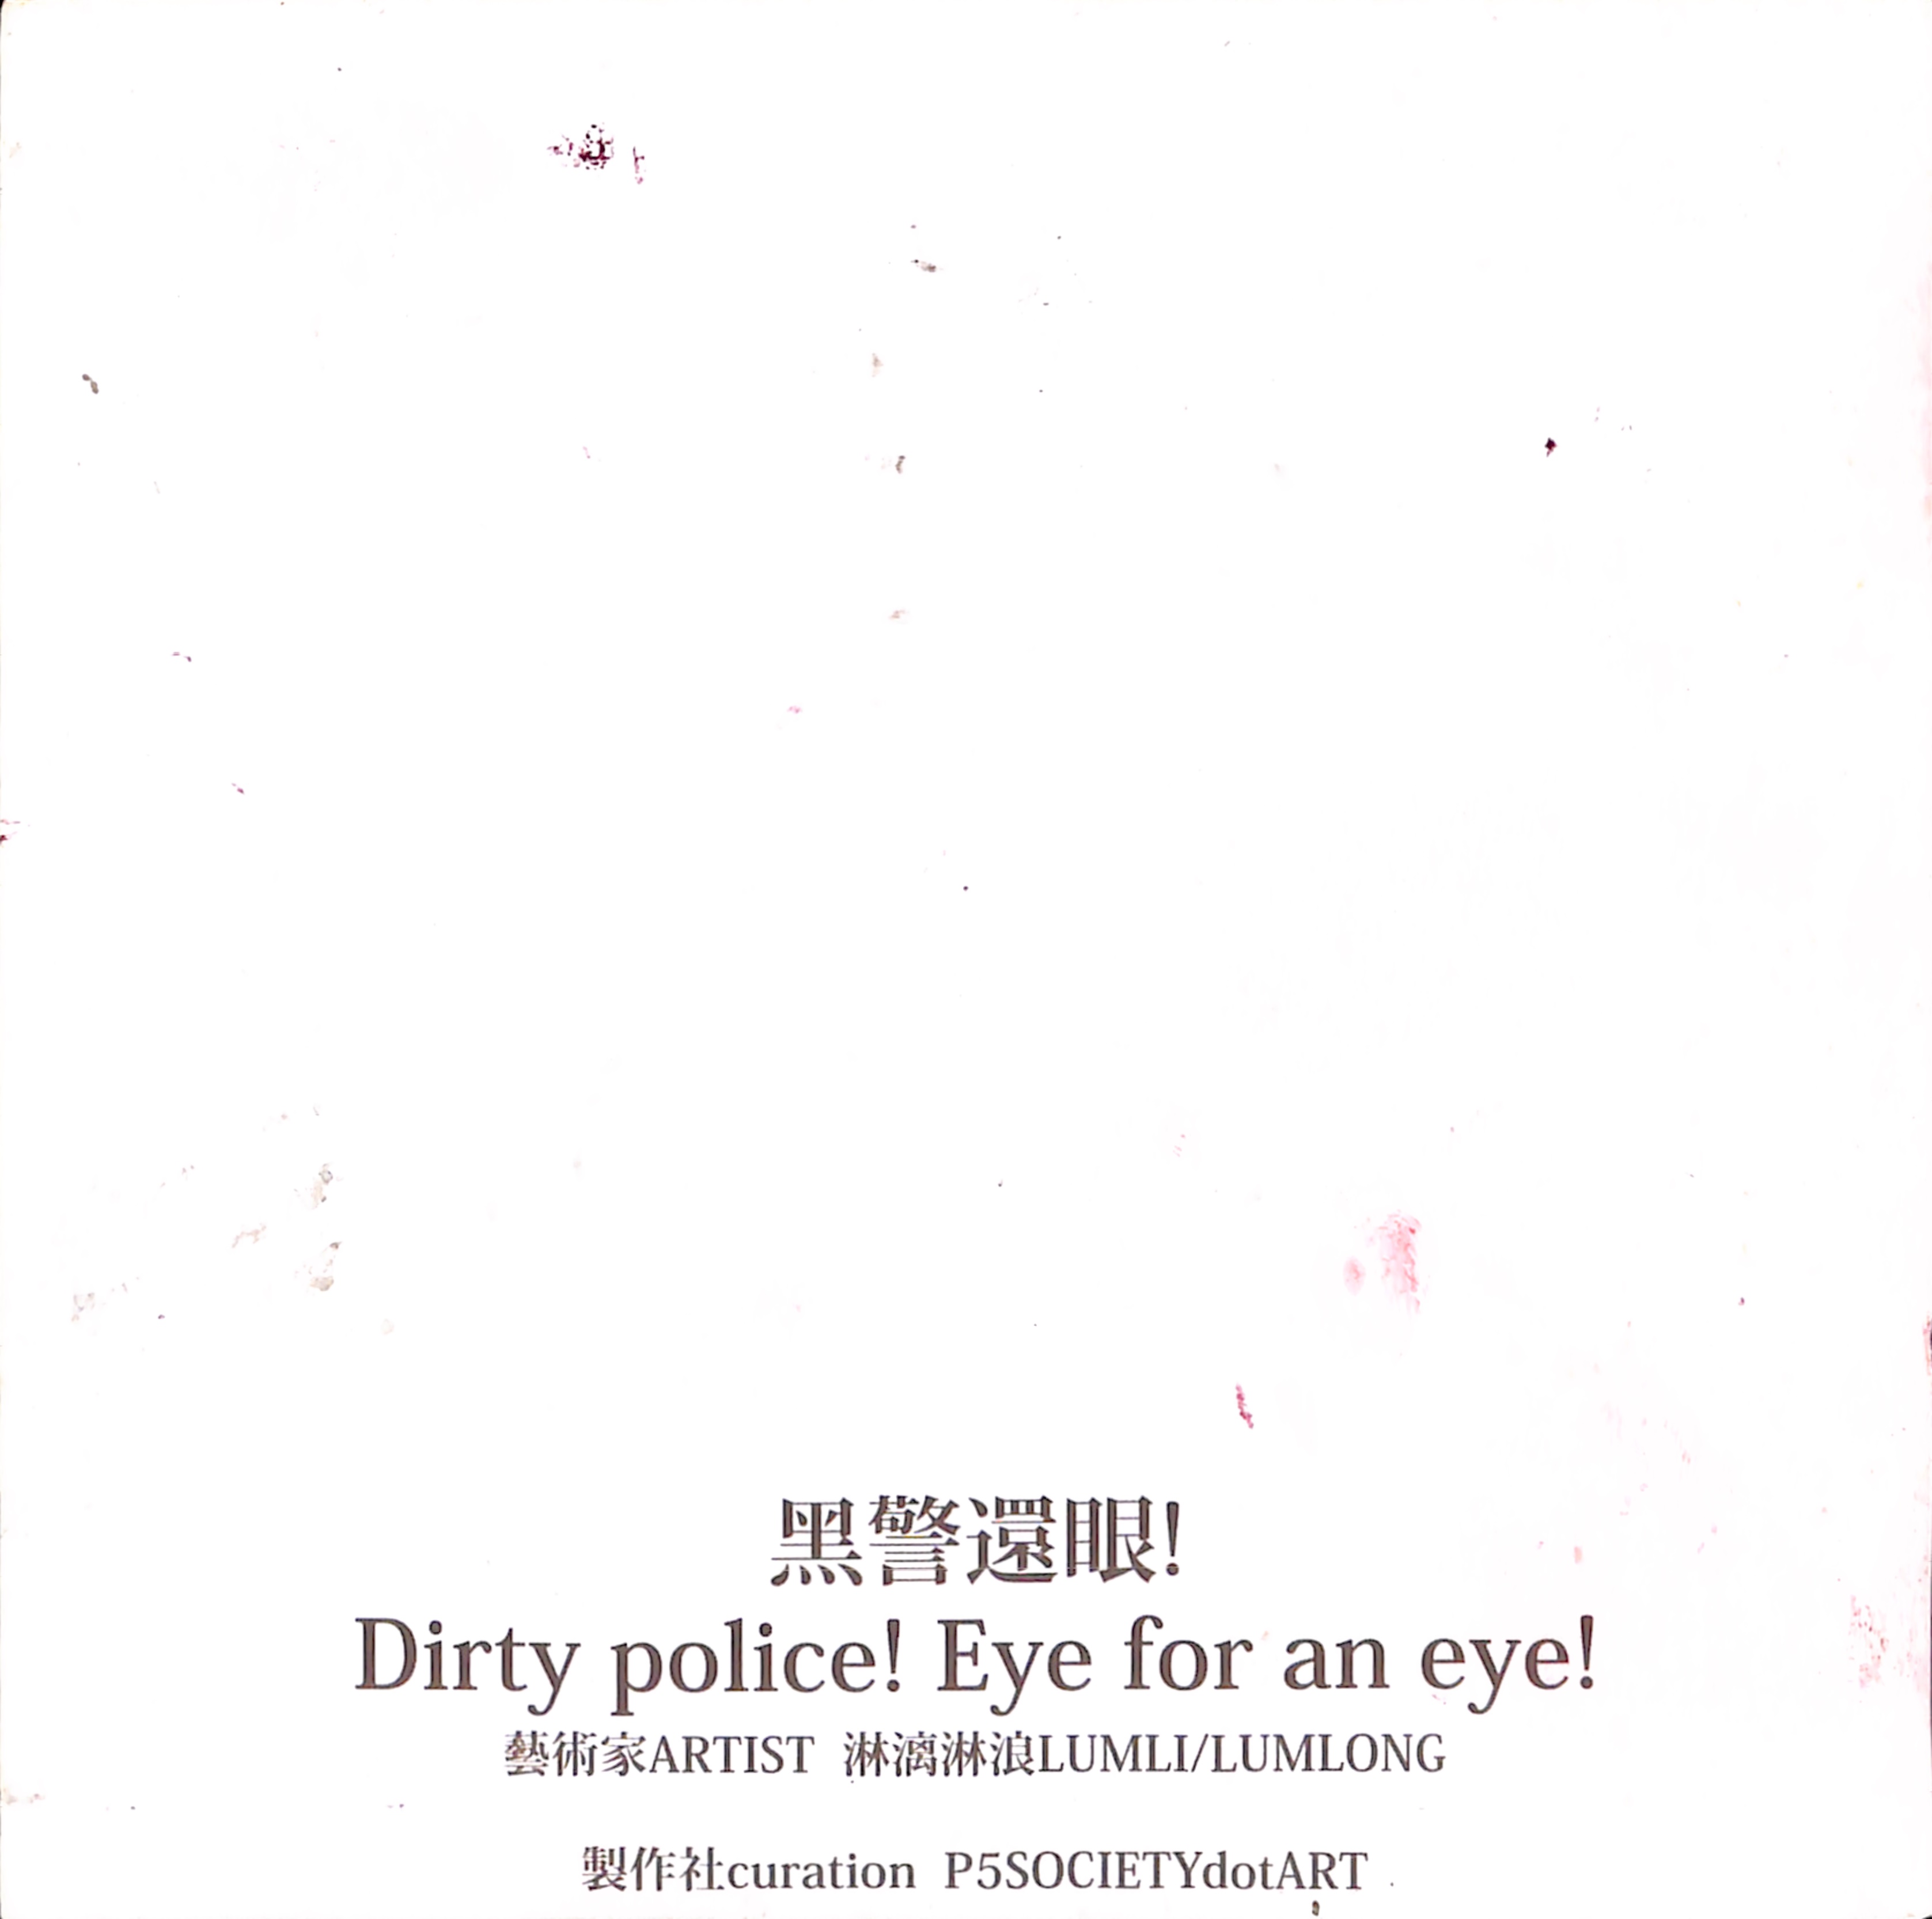 黑警還眼!
Dirty police! Eye for an eye!
藝術家ARTIST 淋漓淋浪LUMLI/LUMLONG
製作社curation P5SOCIETYdotART